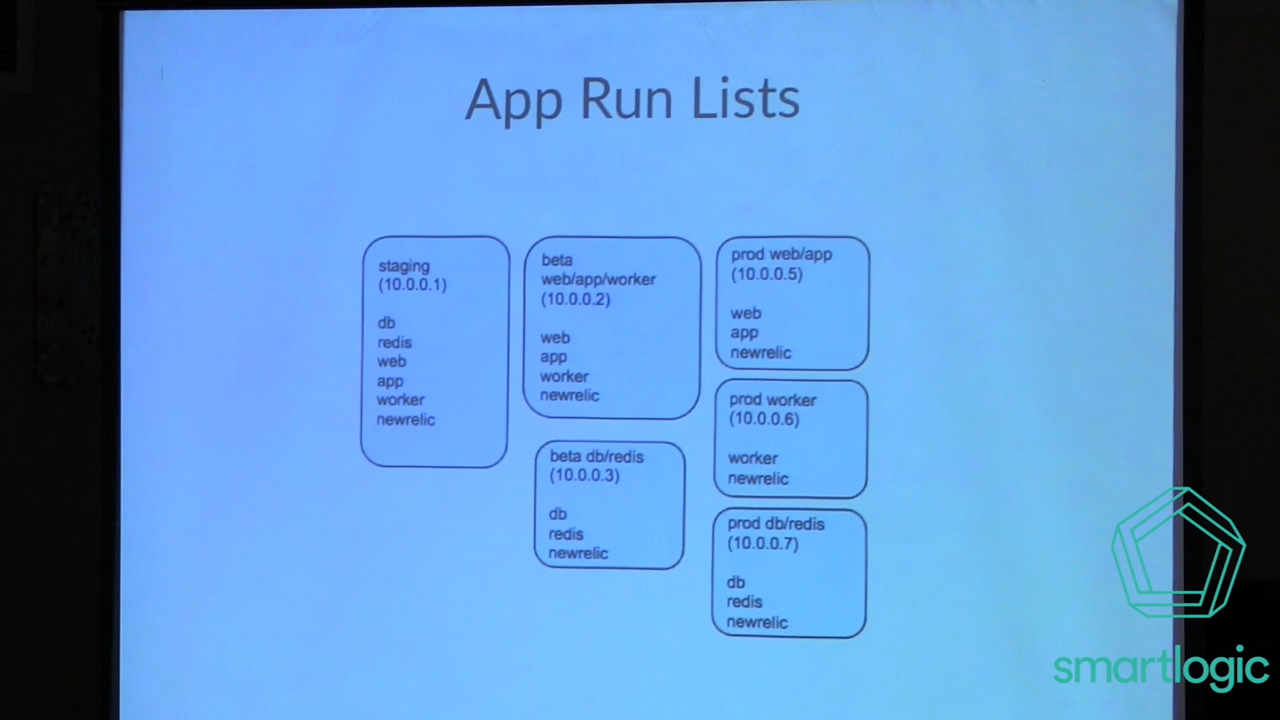 App Run Lists
staging
(10.0.0.1)
db
redis
web
app
worker
newrelic
beta
web/app/worker
(10.0.0.2)
web
app
worker
newrelic
beta db/redis
(10.0.0.3)
db
redis
newrelic
prod web/app
(10.0.0.5)
web
app
newrelic
prod worker
(10.0.0.6)
worker
newrelic
prod db/redis
(10.0.0.7)
db
redis
newrelic
smartlogic